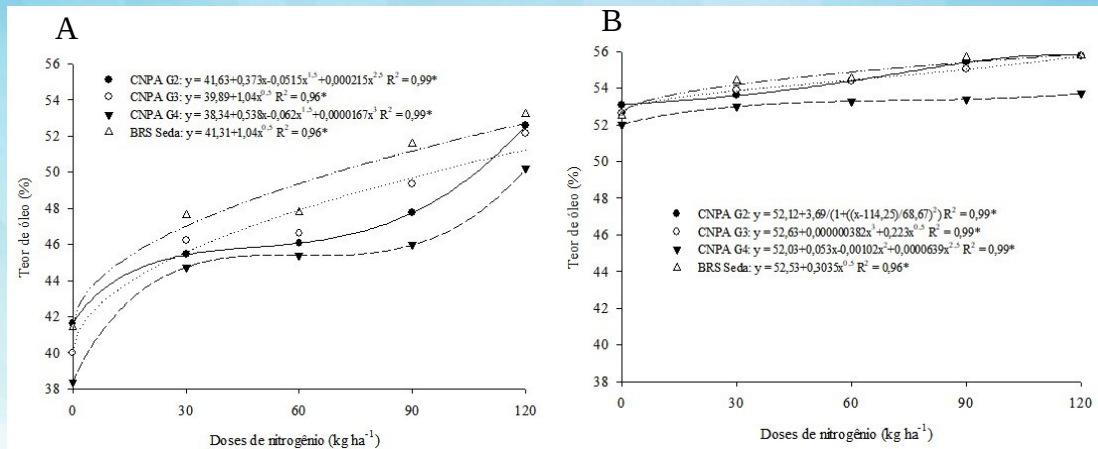 A
CNPA G2: y = 41,63+0,373x-0,0515x^1,5+0,000215x^2,5 R² = 0,99*
CNPA G3: y = 39,89+1,04x^0,5 R² = 0,96*
CNPA G4: y = 38,34+0,538x-0,062x^1,5+0,0000167x^3 R² = 0,99*
BRS Seda: y = 41,31+1,04x^0,5 R² = 0,96*
Teor de óleo (%)
56
54
52
50
48
46
44
42
40
38
0 30 60 90 120
Doses de nitrogênio (kg ha⁻¹)
B
56
54
52
50
48
46
44
42
40
38
Teor de óleo (%)
CNPA G2: y = 52,12+3,69/(1+((x-114,25)/68,67)²) R² = 0,99*
CNPA G3: y = 52,63+0,000000382x³+0,223x^0,5 R² = 0,99*
CNPA G4: y = 52,03+0,053x-0,00102x²+0,0000639x^2,5 R² = 0,99*
BRS Seda: y = 52,53+0,3035x^0,5 R² = 0,96*
0 30 60 90 120
Doses de nitrogênio (kg ha⁻¹)